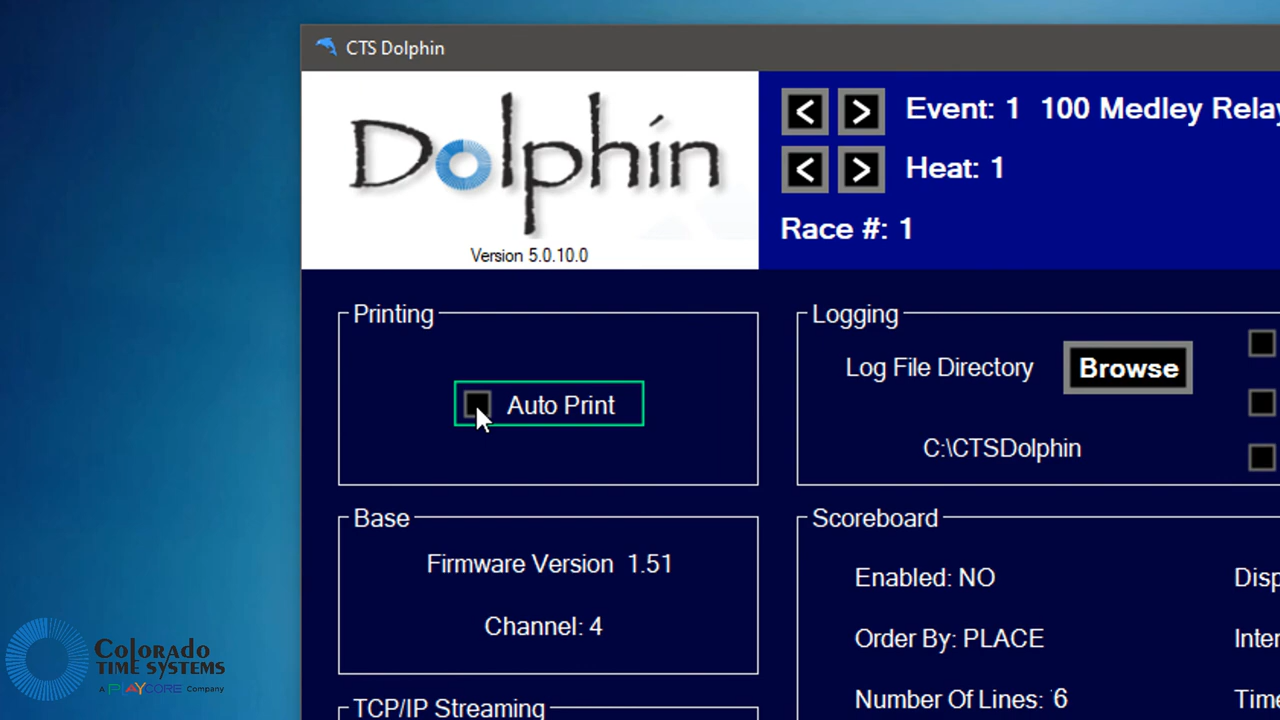 CTS Dolphin
Dolphin
Version 5.0.10.0
< > Event: 1 100 Medley Relay
< > Heat: 1
Race #: 1
Printing
Auto Print
Logging
Log File Directory
Browse
C:\CTSDolphin
Base
Firmware Version 1.51
Channel: 4
Scoreboard
Enabled: NO
Order By: PLACE
Number Of Lines: 6
TCP/IP Streaming
Colorado
TIME SYSTEMS
A PLAYCORE Company